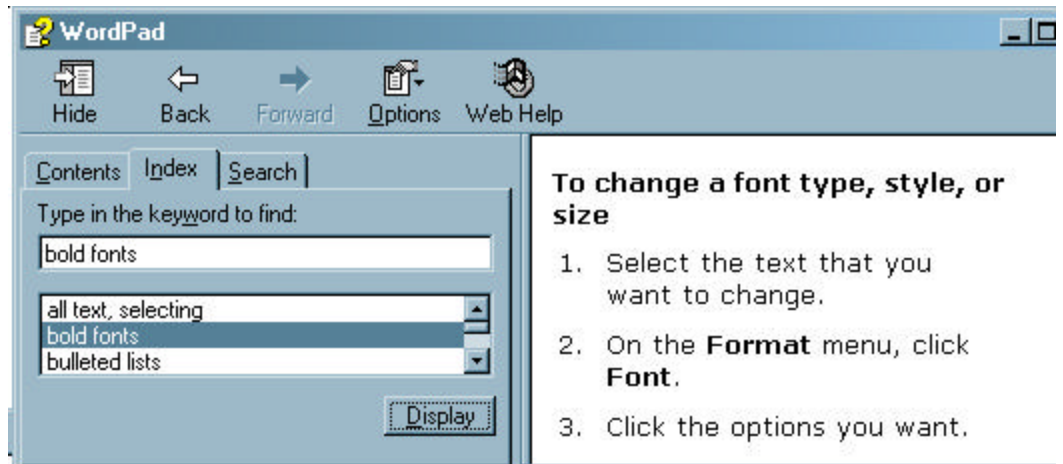 WordPad
Hide Back Forward Options Web Help
Contents Index Search
Type in the keyword to find:
bold fonts
all text, selecting
bold fonts
bulleted lists
Display
To change a font type, style, or
size
1. Select the text that you
want to change.
2. On the Format menu, click
Font.
3. Click the options you want.